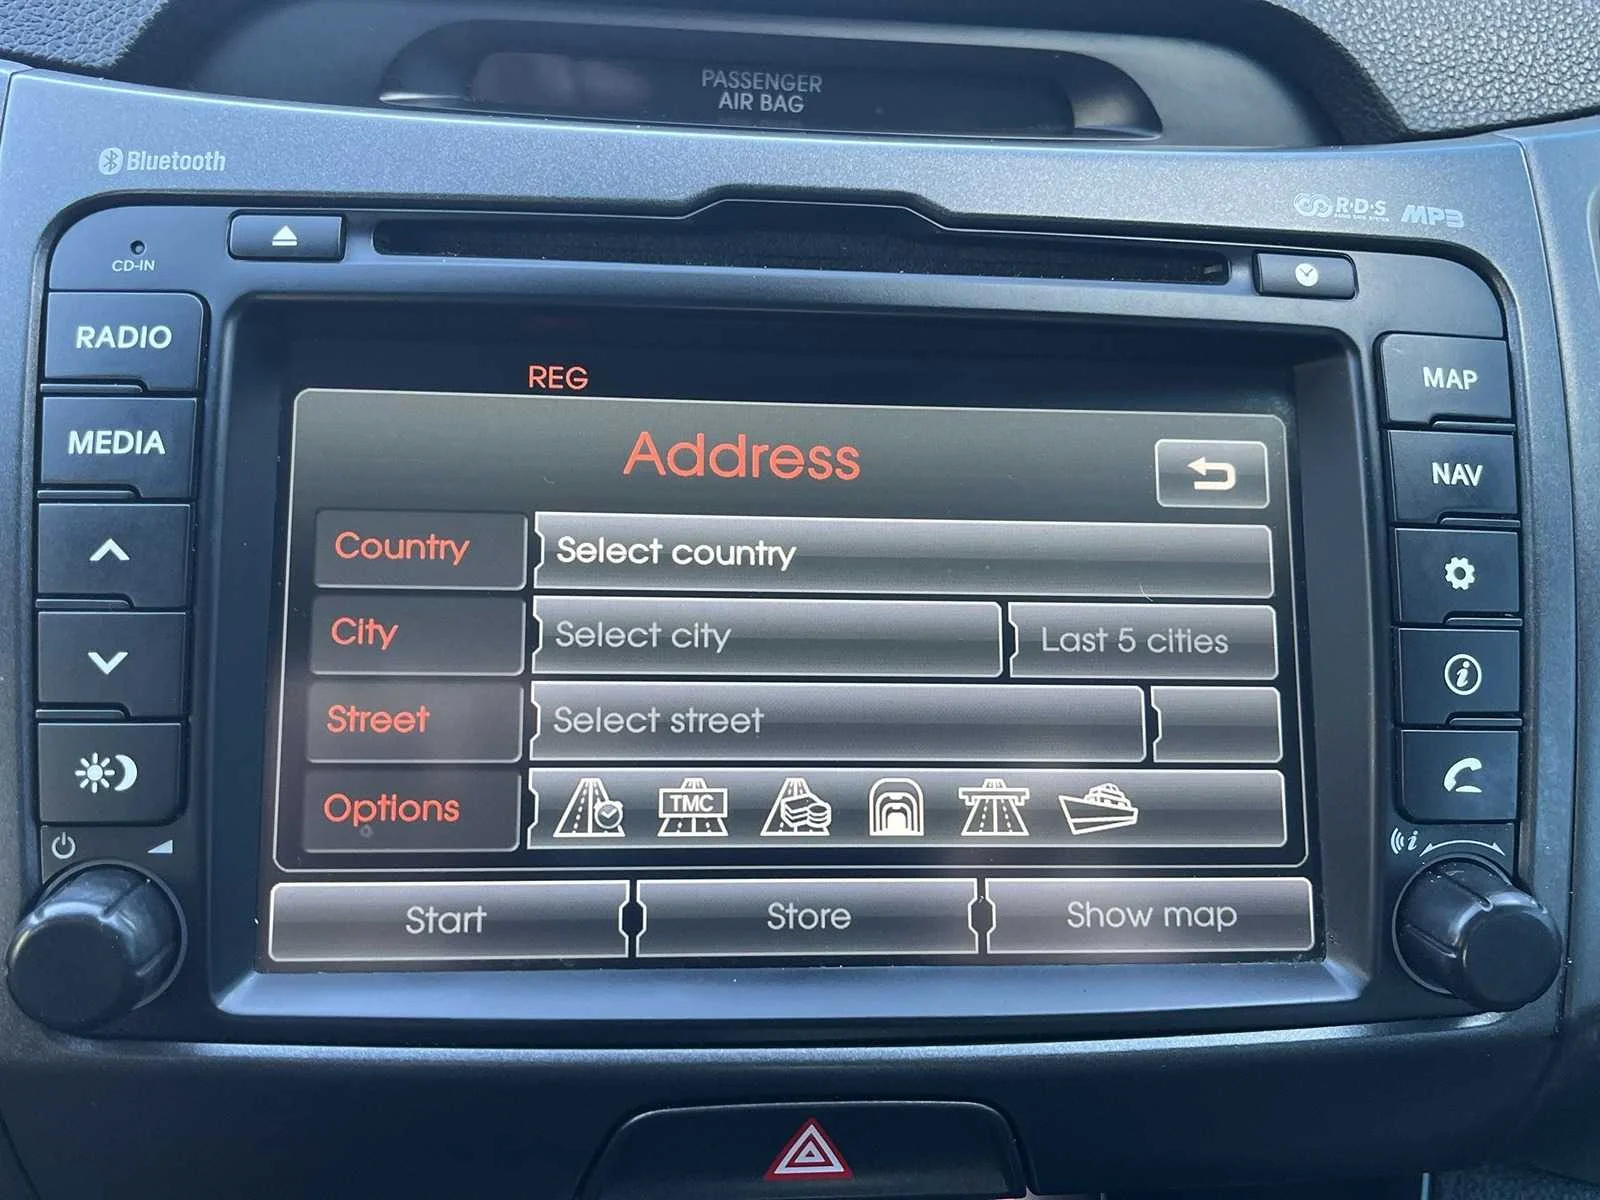 PASSENGER
AIR BAG
Bluetooth
R·D·S
MP3
CD-IN
RADIO
MEDIA
MAP
NAV
REG
Address
Country
Select country
City
Select city
Last 5 cities
Street
Select street
Options
TMC
Start
Store
Show map